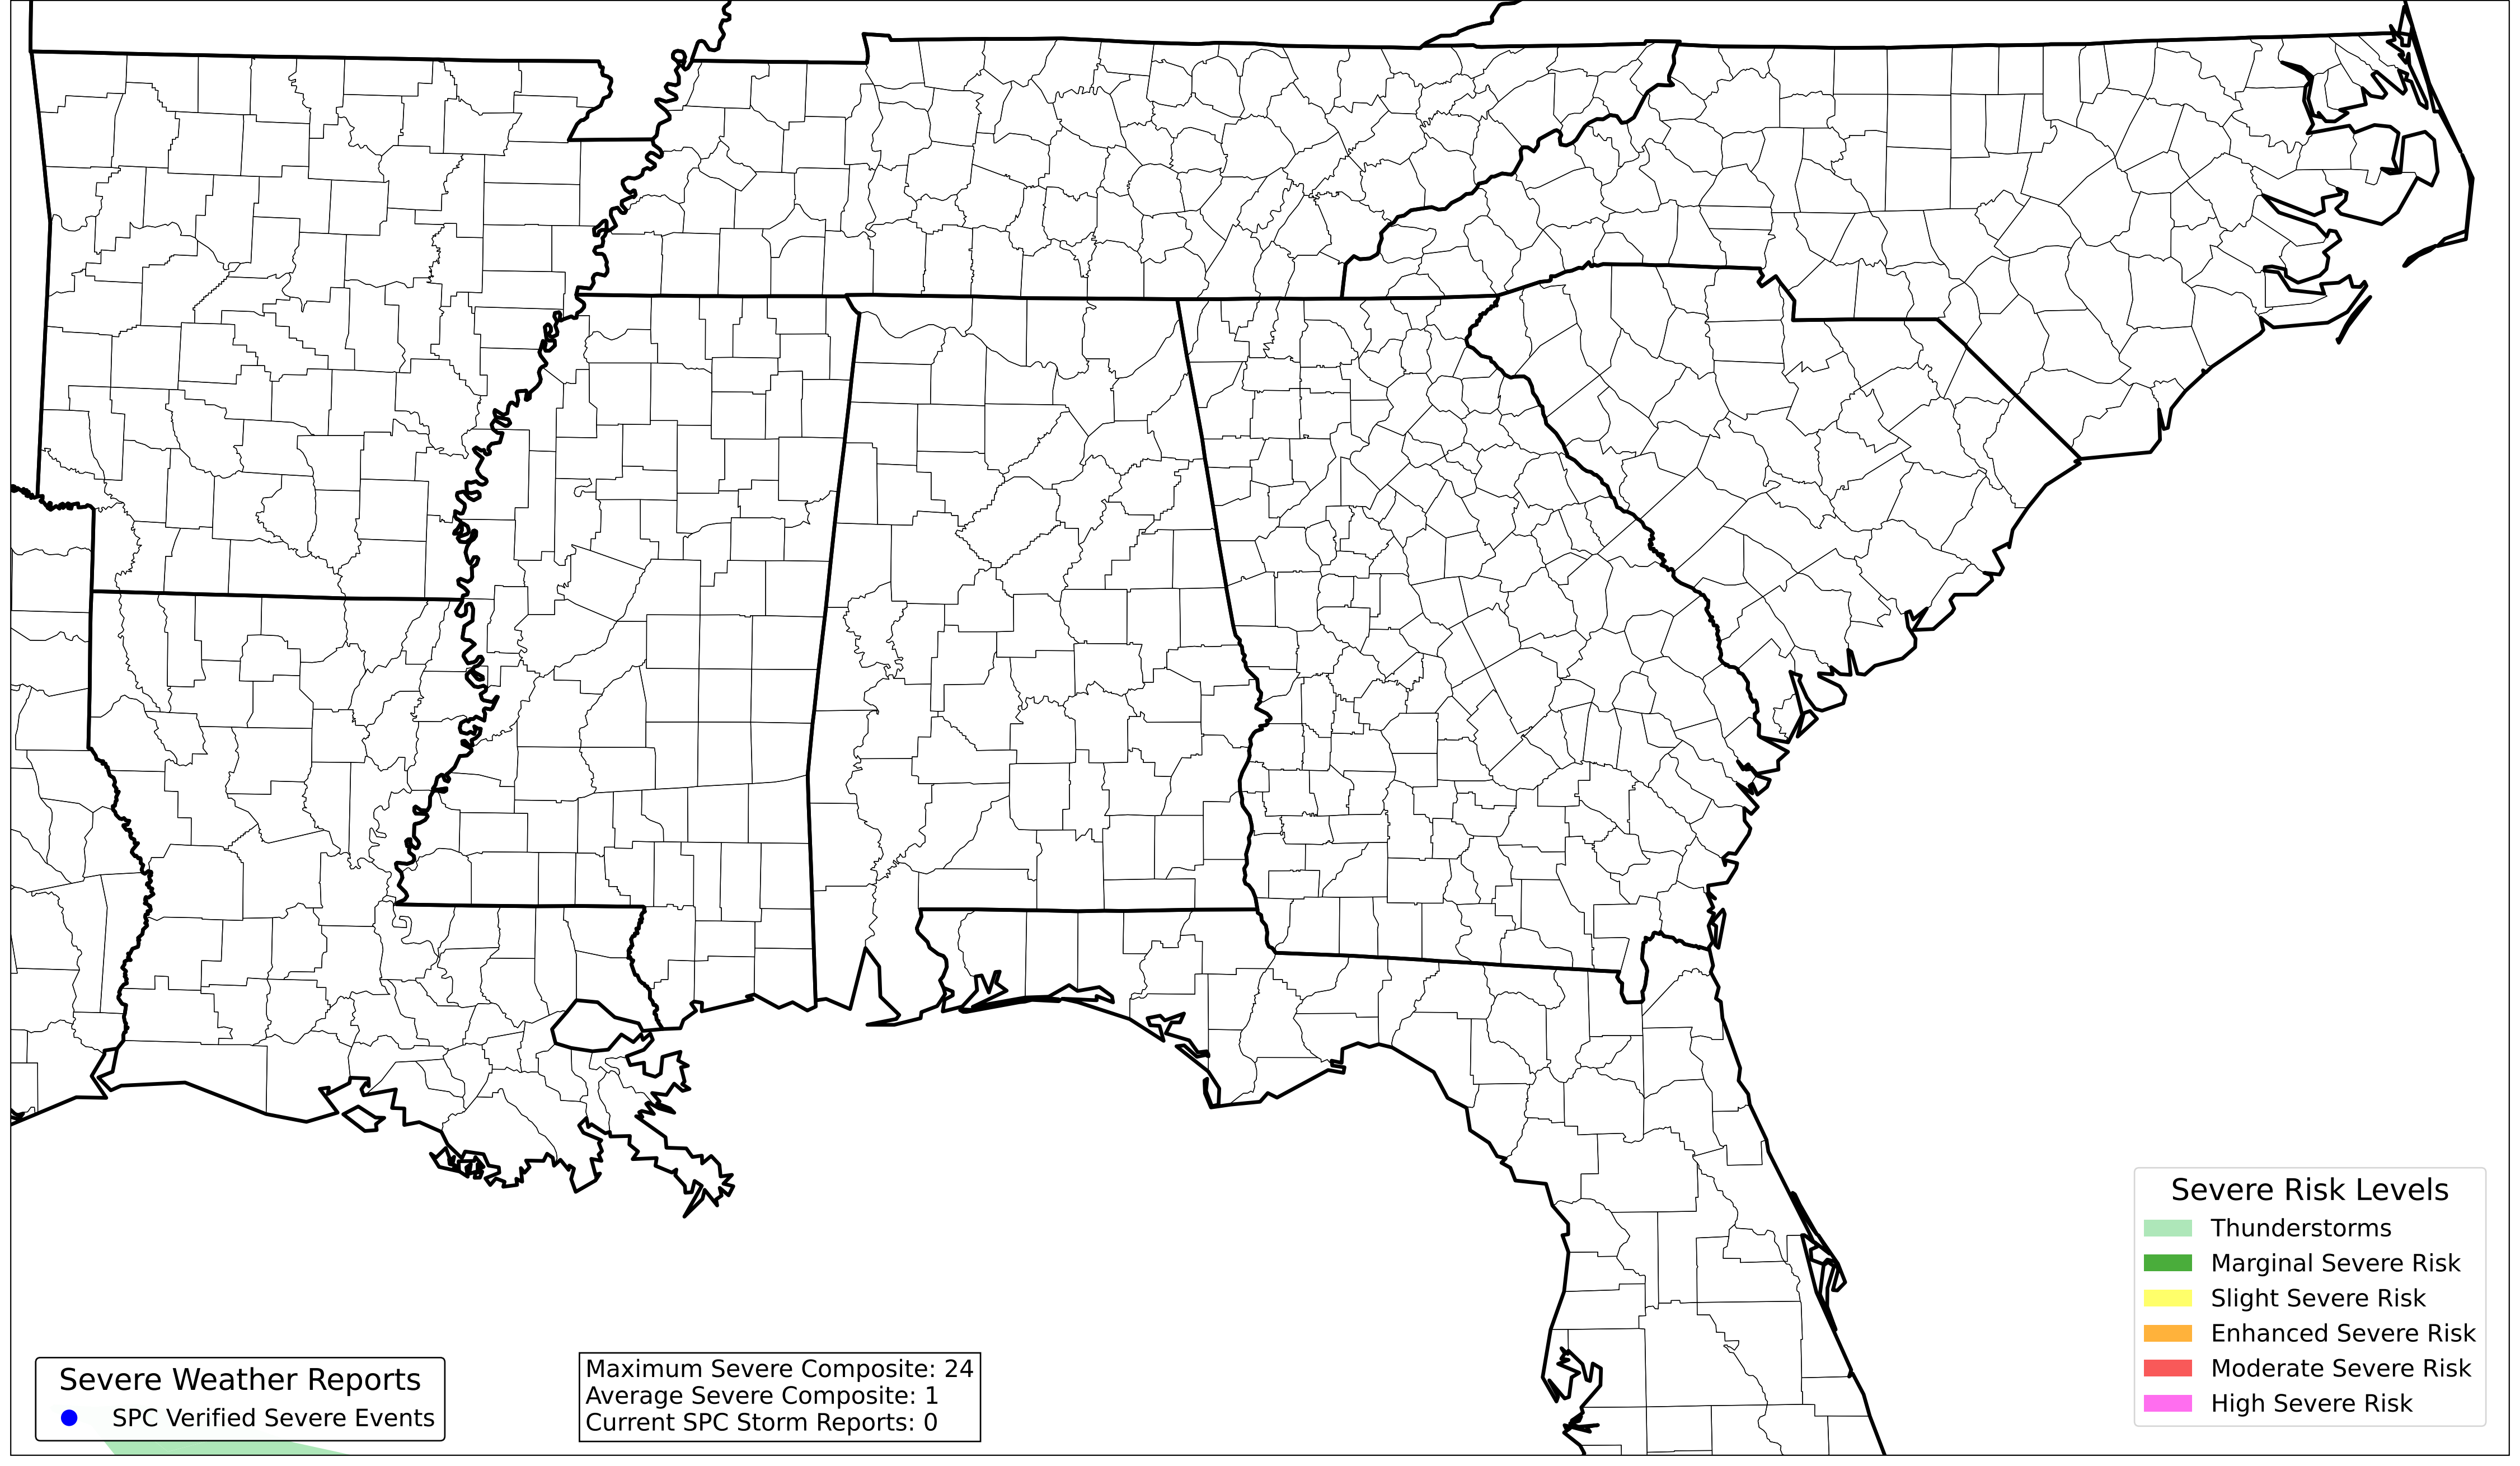 Severe Risk Levels
Thunderstorms
Marginal Severe Risk
Slight Severe Risk
Enhanced Severe Risk
Moderate Severe Risk
High Severe Risk
Severe Weather Reports
SPC Verified Severe Events
Maximum Severe Composite: 24
Average Severe Composite: 1
Current SPC Storm Reports: 0